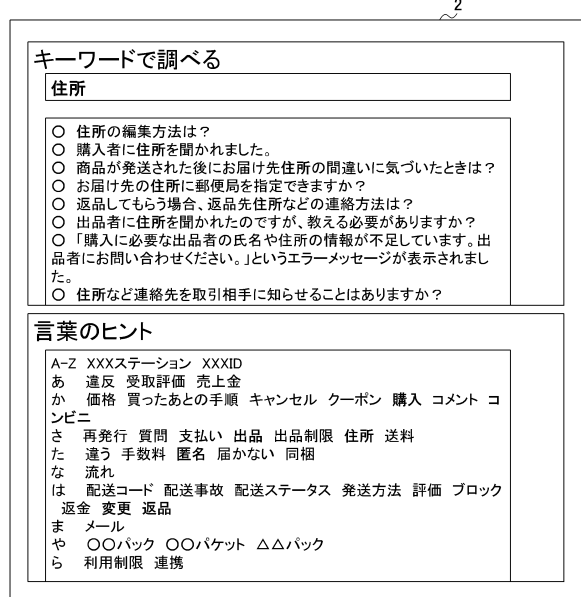 2
キーワードで調べる
住所
○ 住所の編集方法は？
○ 購入者に住所を聞かれました。
○ 商品が発送された後にお届け先住所の間違いに気づいたときは？
○ お届け先の住所に郵便局を指定できますか？
○ 返品してもらう場合、返品先住所などの連絡方法は？
○ 出品者に住所を聞かれたのですが、教える必要がありますか？
○ 「購入に必要な出品者の氏名や住所の情報が不足しています。出
品者にお問い合わせください。」というエラーメッセージが表示されまし
た。
○ 住所など連絡先を取引相手に知らせることはありますか？
言葉のヒント
A-Z XXXステーション XXXID
あ 違反 受取評価 売上金
か 価格 買ったあとの手順 キャンセル クーポン 購入 コメント コ
ンビニ
さ 再発行 質問 支払い 出品 出品制限 住所 送料
た 違う 手数料 匿名 届かない 同梱
な 流れ
は 配送コード 配送事故 配送ステータス 発送方法 評価 ブロック
返金 変更 返品
ま メール
や ○○パック ○○パケット △△パック
ら 利用制限 連携